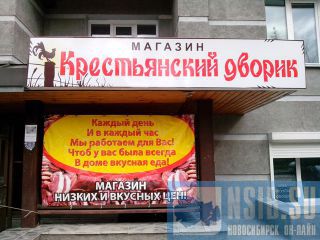 МАГАЗИН
Крестьянский дворик
Каждый день
И в каждый час
Мы работаем для Вас!
Чтоб у вас была всегда
В доме вкусная еда!
МАГАЗИН
НИЗКИХ И ВКУСНЫХ ЦЕН!
NSIB.SU
НОВОСИБИРСК ОН-ЛАЙН